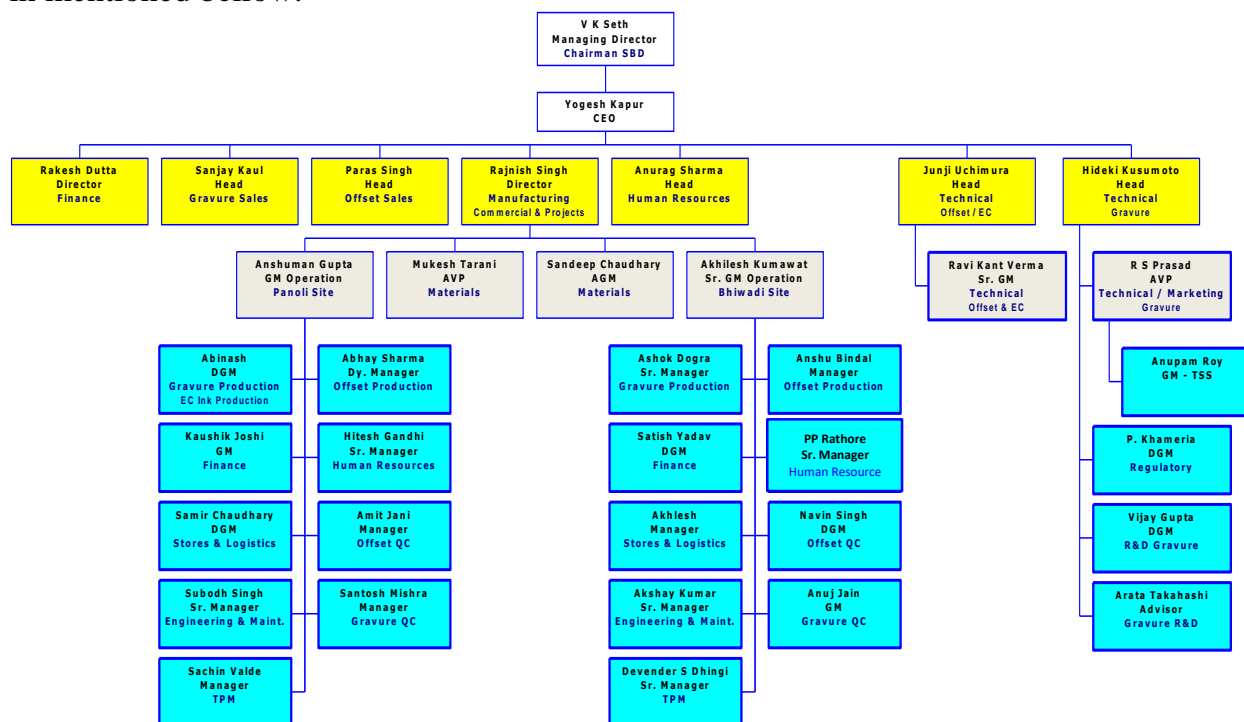 in mentioned bellow:
V K Seth
Managing Director
Chairman SBD
Yogesh Kapur
CEO
Rakesh Dutta
Director
Finance
Sanjay Kaul
Head
Gravure Sales
Paras Singh
Head
Offset Sales
Rajnish Singh
Director
Manufacturing
Commercial & Projects
Anurag Sharma
Head
Human Resources
Junji Uchimura
Head
Technical
Offset / EC
Hideki Kusumoto
Head
Technical
Gravure
Anshuman Gupta
GM Operation
Panoli Site
Mukesh Tarani
AVP
Materials
Sandeep Chaudhary
AGM
Materials
Akhilesh Kumawat
Sr. GM Operation
Bhiwadi Site
Ravi Kant Verma
Sr. GM
Technical
Offset & EC
R S Prasad
AVP
Technical / Marketing
Gravure
Abinash
DGM
Gravure Production
EC Ink Production
Abhay Sharma
Dy. Manager
Offset Production
Ashok Dogra
Sr. Manager
Gravure Production
Anshu Bindal
Manager
Offset Production
Anupam Roy
GM - TSS
Kaushik Joshi
GM
Finance
Hitesh Gandhi
Sr. Manager
Human Resources
Satish Yadav
DGM
Finance
PP Rathore
Sr. Manager
Human Resource
P. Khameria
DGM
Regulatory
Samir Chaudhary
DGM
Stores & Logistics
Amit Jani
Manager
Offset QC
Akhlesh
Manager
Stores & Logistics
Navin Singh
DGM
Offset QC
Vijay Gupta
DGM
R&D Gravure
Subodh Singh
Sr. Manager
Engineering & Maint.
Santosh Mishra
Manager
Gravure QC
Akshay Kumar
Sr. Manager
Engineering & Maint.
Anuj Jain
GM
Gravure QC
Arata Takahashi
Advisor
Gravure R&D
Sachin Valde
Manager
TPM
Devender S Dhingi
Sr. Manager
TPM